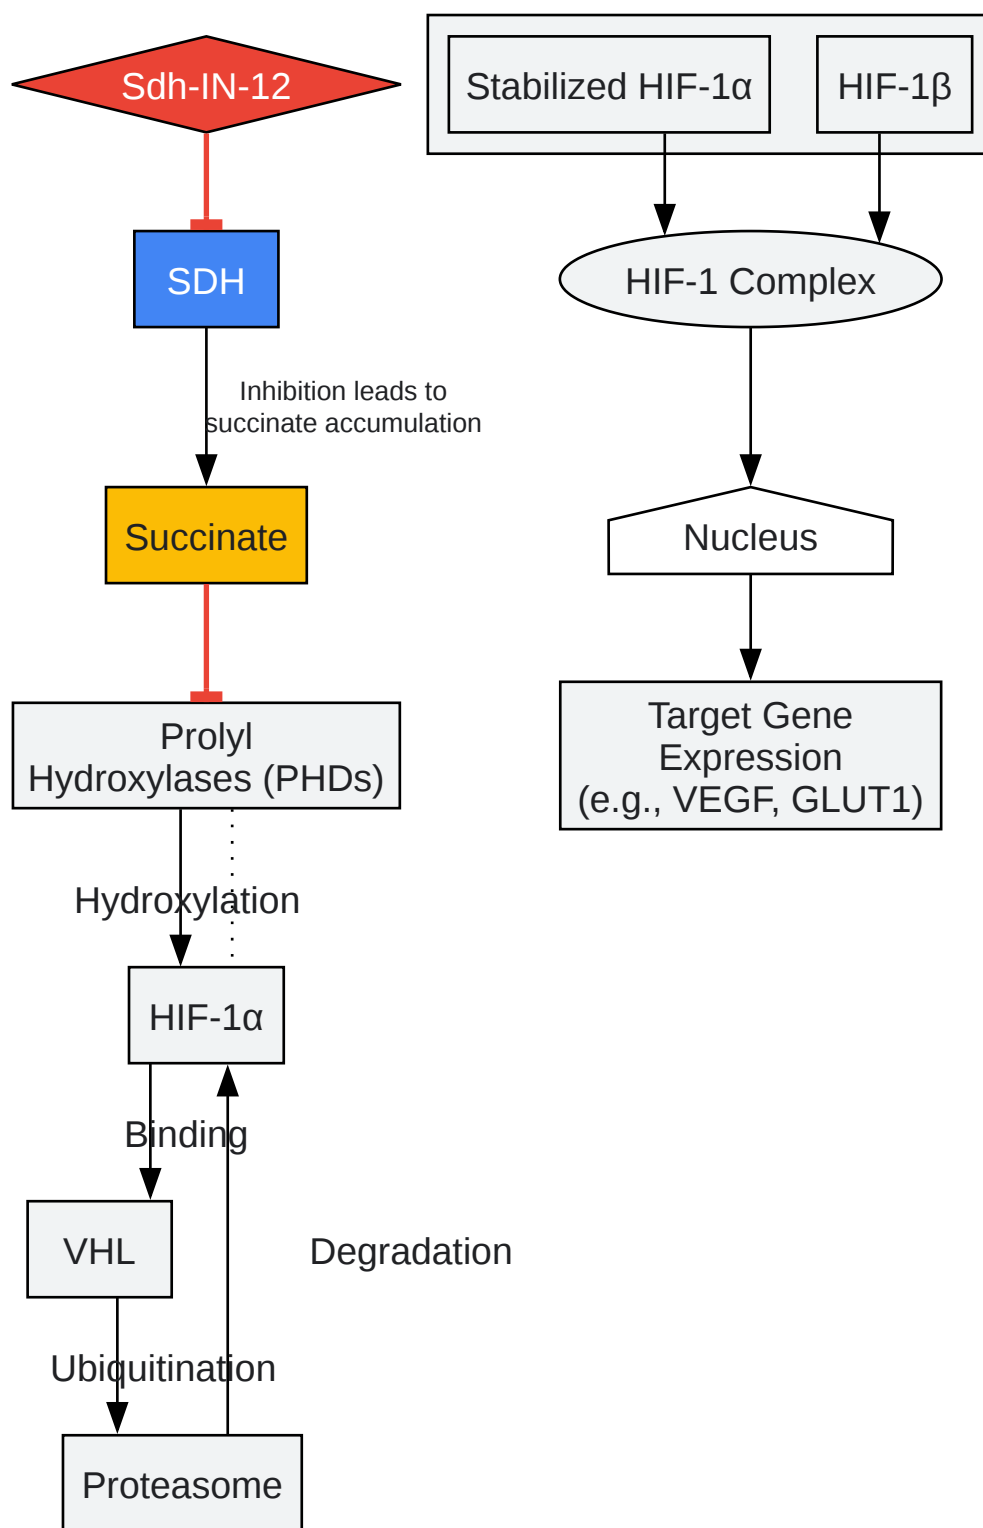 Sdh-IN-12
SDH
Inhibition leads to
succinate accumulation
Succinate
Prolyl
Hydroxylases (PHDs)
Hydroxylation
HIF-1α
Binding
VHL
Degradation
Ubiquitination
Proteasome
Stabilized HIF-1α
HIF-1β
HIF-1 Complex
Nucleus
Target Gene
Expression
(e.g., VEGF, GLUT1)